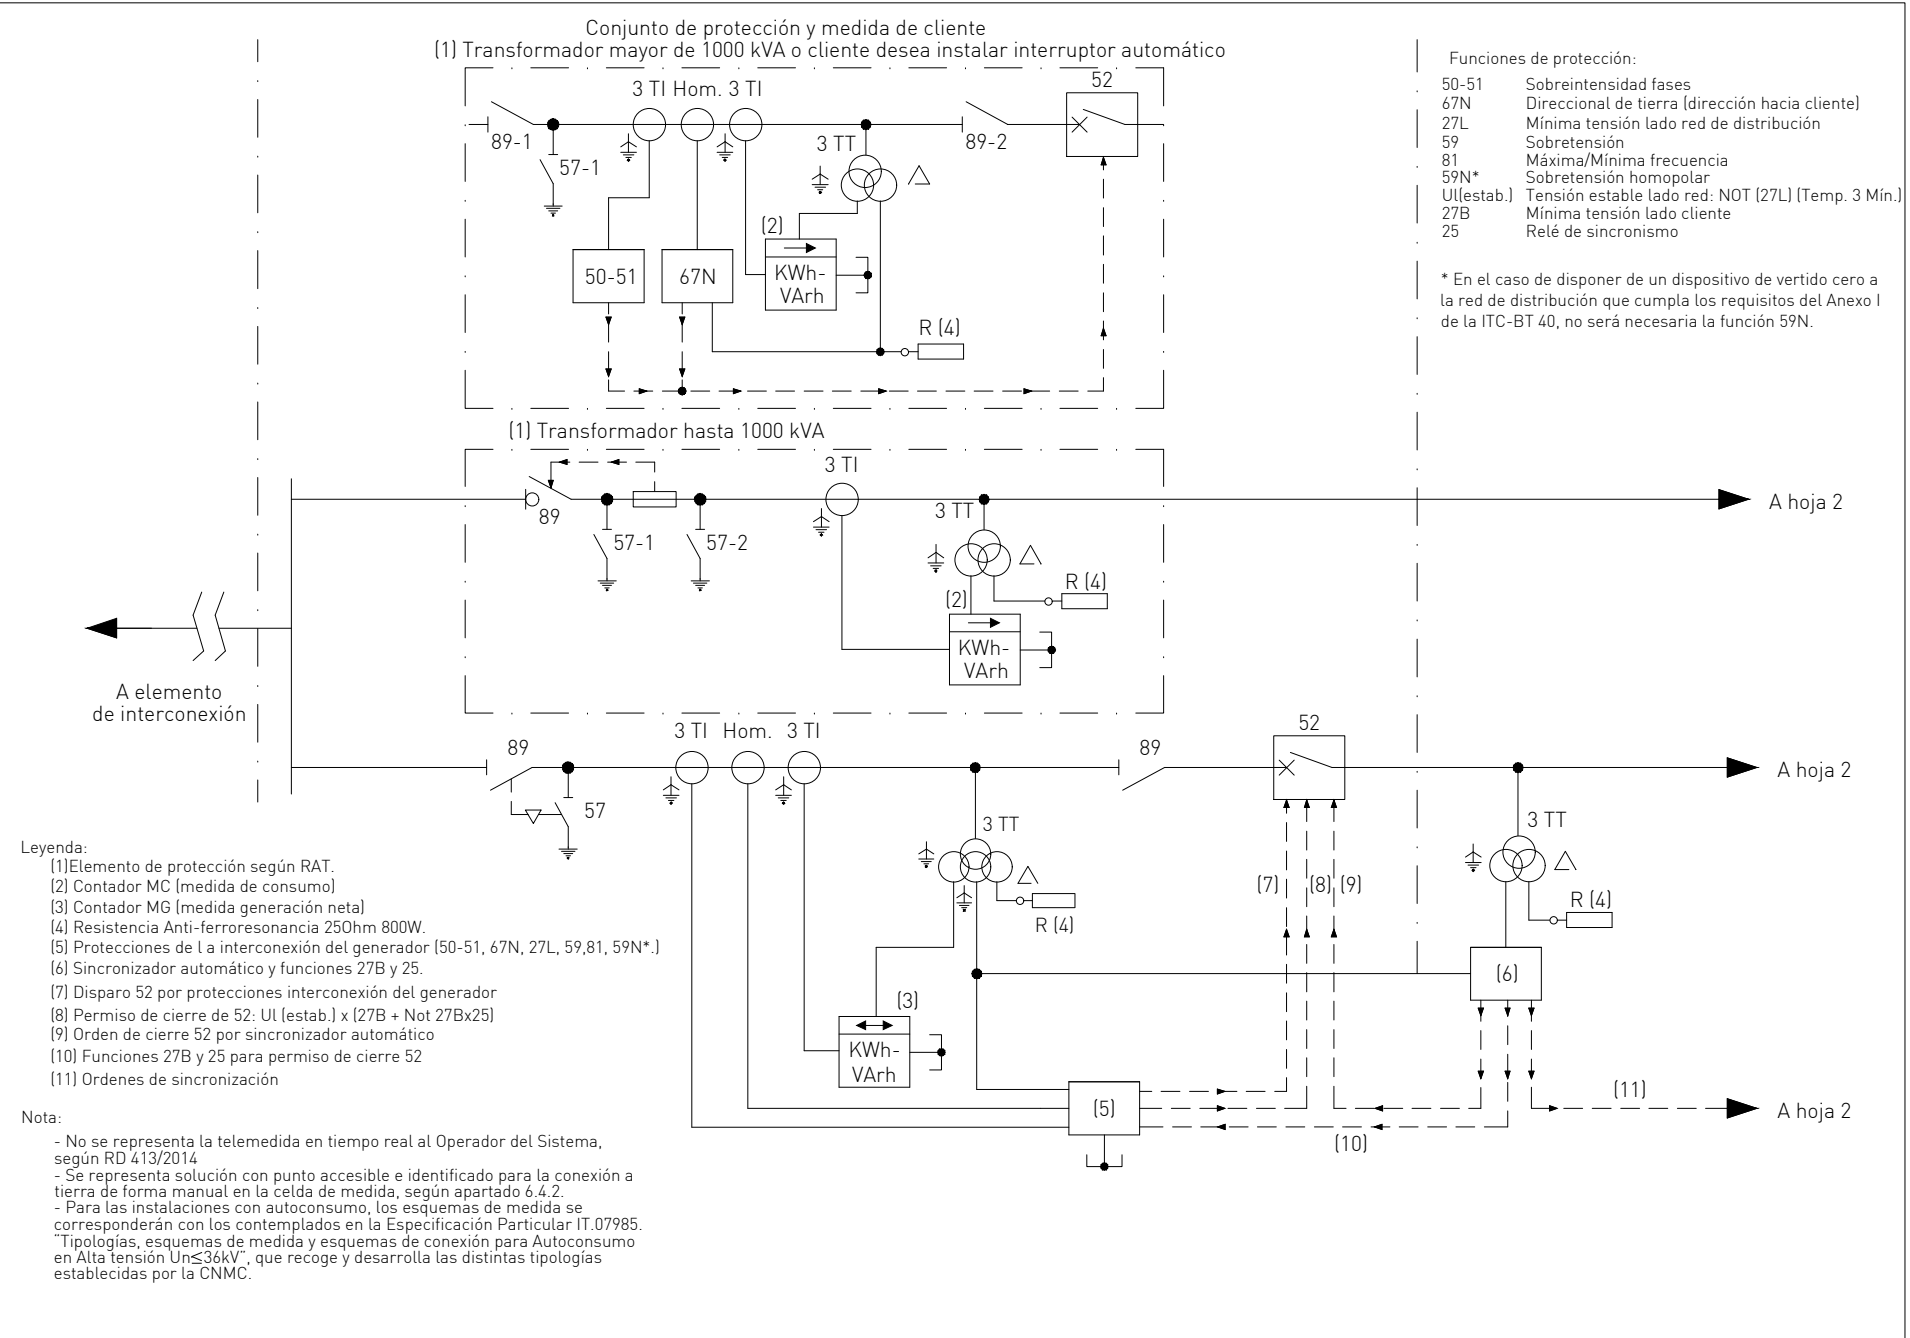 Conjunto de protección y medida de cliente
(1) Transformador mayor de 1000 kVA o cliente desea instalar interruptor automático
3 TI Hom. 3 TI
52
89-1
57-1
3 TT
89-2
(2)
50-51
67N
KWh-
VArh
R (4)
Funciones de protección:
50-51 Sobreintensidad fases
67N Direccional de tierra (dirección hacia cliente)
27L Mínima tensión lado red de distribución
59 Sobretensión
81 Máxima/Mínima frecuencia
59N* Sobretensión homopolar
Ul(estab.) Tensión estable lado red: NOT (27L) (Temp. 3 Mín.)
27B Mínima tensión lado cliente
25 Relé de sincronismo
* En el caso de disponer de un dispositivo de vertido cero a
la red de distribución que cumpla los requisitos del Anexo I
de la ITC-BT 40, no será necesaria la función 59N.
(1) Transformador hasta 1000 kVA
3 TI
89
57-1
57-2
3 TT
A hoja 2
R (4)
(2)
KWh-
VArh
A elemento
de interconexión
3 TI Hom. 3 TI
52
89
89
A hoja 2
57
3 TT
3 TT
(7)
(8)
(9)
R (4)
R (4)
(6)
(3)
KWh-
VArh
(5)
(11)
A hoja 2
(10)
Leyenda:
(1)Elemento de protección según RAT.
(2) Contador MC (medida de consumo)
(3) Contador MG (medida generación neta)
(4) Resistencia Anti-ferroresonancia 25Ohm 800W.
(5) Protecciones de l a interconexión del generador (50-51, 67N, 27L, 59,81, 59N*.)
(6) Sincronizador automático y funciones 27B y 25.
(7) Disparo 52 por protecciones interconexión del generador
(8) Permiso de cierre de 52: Ul (estab.) x (27B + Not 27Bx25)
(9) Orden de cierre 52 por sincronizador automático
(10) Funciones 27B y 25 para permiso de cierre 52
(11) Ordenes de sincronización
Nota:
- No se representa la telemedida en tiempo real al Operador del Sistema,
según RD 413/2014
- Se representa solución con punto accesible e identificado para la conexión a
tierra de forma manual en la celda de medida, según apartado 6.4.2.
- Para las instalaciones con autoconsumo, los esquemas de medida se
corresponderán con los contemplados en la Especificación Particular IT.07985.
"Tipologías, esquemas de medida y esquemas de conexión para Autoconsumo
en Alta tensión Un≤36kV", que recoge y desarrolla las distintas tipologías
establecidas por la CNMC.